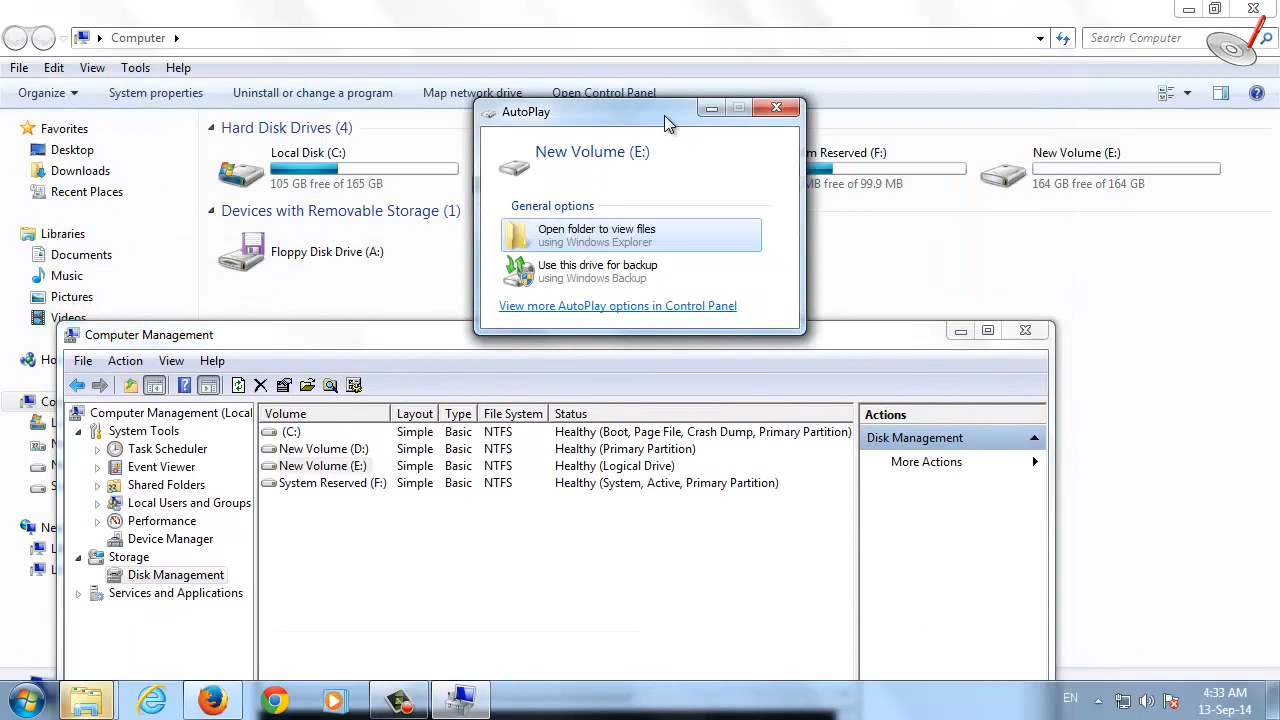 Computer
Search Computer
File Edit View Tools Help
Organize System properties Uninstall or change a program Map network drive Open Control Panel
Favorites
Desktop
Downloads
Recent Places
Libraries
Documents
Music
Pictures
Videos
Hard Disk Drives (4)
Local Disk (C:)
105 GB free of 165 GB
Reserved (F:)
MB free of 99.9 MB
New Volume (E:)
164 GB free of 164 GB
Devices with Removable Storage (1)
Floppy Disk Drive (A:)
AutoPlay
New Volume (E:)
General options
Open folder to view files
using Windows Explorer
Use this drive for backup
using Windows Backup
View more AutoPlay options in Control Panel
Computer Management
File Action View Help
Computer Management (Local
System Tools
Task Scheduler
Event Viewer
Shared Folders
Local Users and Groups
Performance
Device Manager
Storage
Disk Management
Services and Applications
Volume Layout Type File System Status
(C:) Simple Basic NTFS Healthy (Boot, Page File, Crash Dump, Primary Partition)
New Volume (D:) Simple Basic NTFS Healthy (Primary Partition)
New Volume (E:) Simple Basic NTFS Healthy (Logical Drive)
System Reserved (F:) Simple Basic NTFS Healthy (System, Active, Primary Partition)
Actions
Disk Management
More Actions
EN
4:33 AM
13-Sep-14